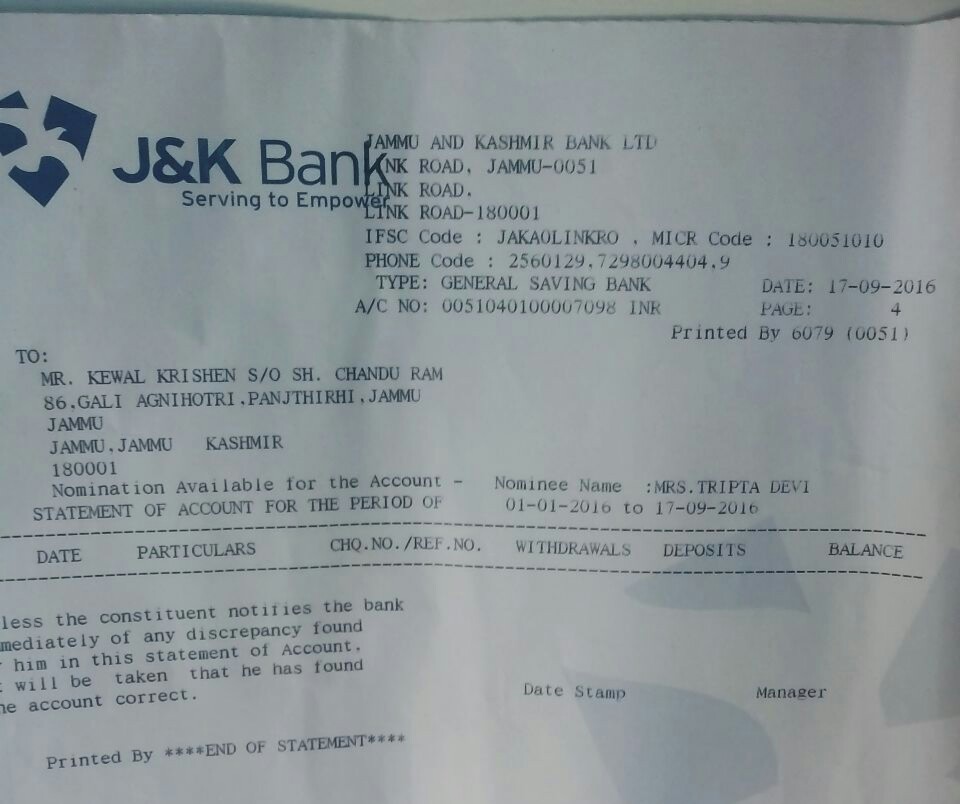 J&K Bank
Serving to Empower
JAMMU AND KASHMIR BANK LTD
NK ROAD, JAMMU-0051
LINK ROAD,
LINK ROAD-180001
IFSC Code : JAKA0LINKRO , MICR Code : 180051010
PHONE Code : 2560129,7298004404,9
TYPE: GENERAL SAVING BANK DATE: 17-09-2016
A/C NO: 0051040100007098 INR PAGE: 4
Printed By 6079 (0051)
TO:
MR. KEWAL KRISHEN S/O SH. CHANDU RAM
86,GALI AGNIHOTRI,PANJTHIRHI,JAMMU
JAMMU
JAMMU,JAMMU KASHMIR
180001
Nomination Available for the Account - Nominee Name :MRS.TRIPTA DEVI
STATEMENT OF ACCOUNT FOR THE PERIOD OF 01-01-2016 to 17-09-2016
DATE PARTICULARS CHQ.NO./REF.NO. WITHDRAWALS DEPOSITS BALANCE
less the constituent notifies the bank
mediately of any discrepancy found
him in this statement of Account,
will be taken that he has found
he account correct.
Date Stamp Manager
Printed By ****END OF STATEMENT****